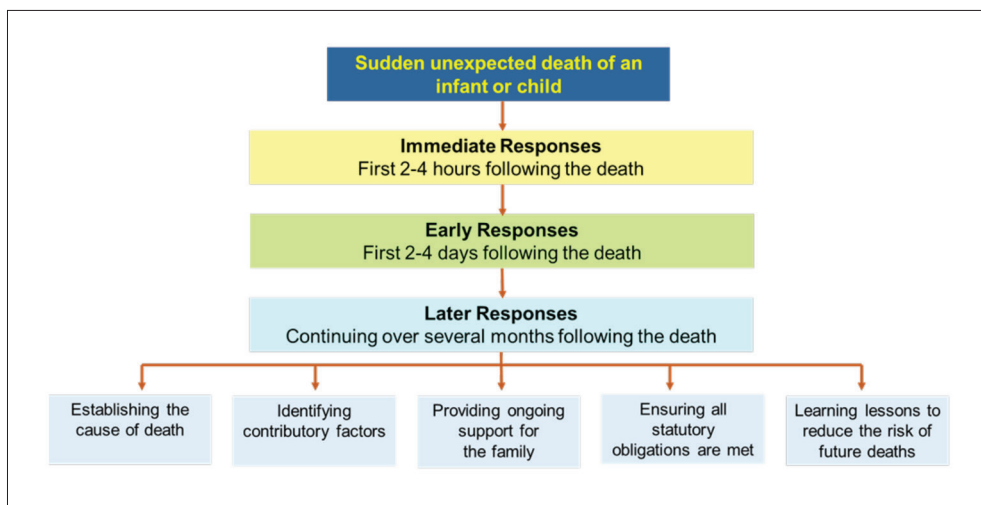 Sudden unexpected death of an
infant or child
Immediate Responses
First 2-4 hours following the death
Early Responses
First 2-4 days following the death
Later Responses
Continuing over several months following the death
Establishing the
cause of death
Identifying
contributory factors
Providing ongoing
support for
the family
Ensuring all
statutory
obligations are met
Learning lessons to
reduce the risk of
future deaths